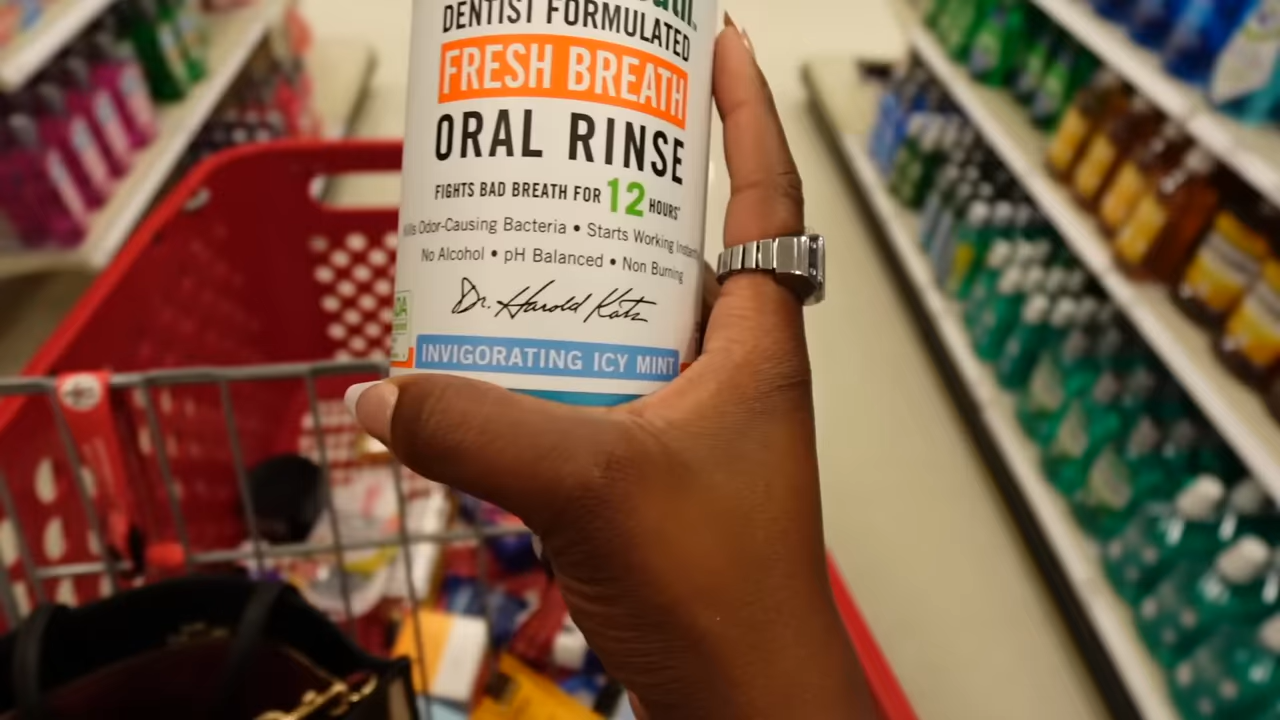 DENTIST FORMULATED
FRESH BREATH
ORAL RINSE
FIGHTS BAD BREATH FOR 12 HOURS*
Odor-Causing Bacteria • Starts Working
No Alcohol • pH Balanced • Non Burning
Dr. Harold Katz
INVIGORATING ICY MINT